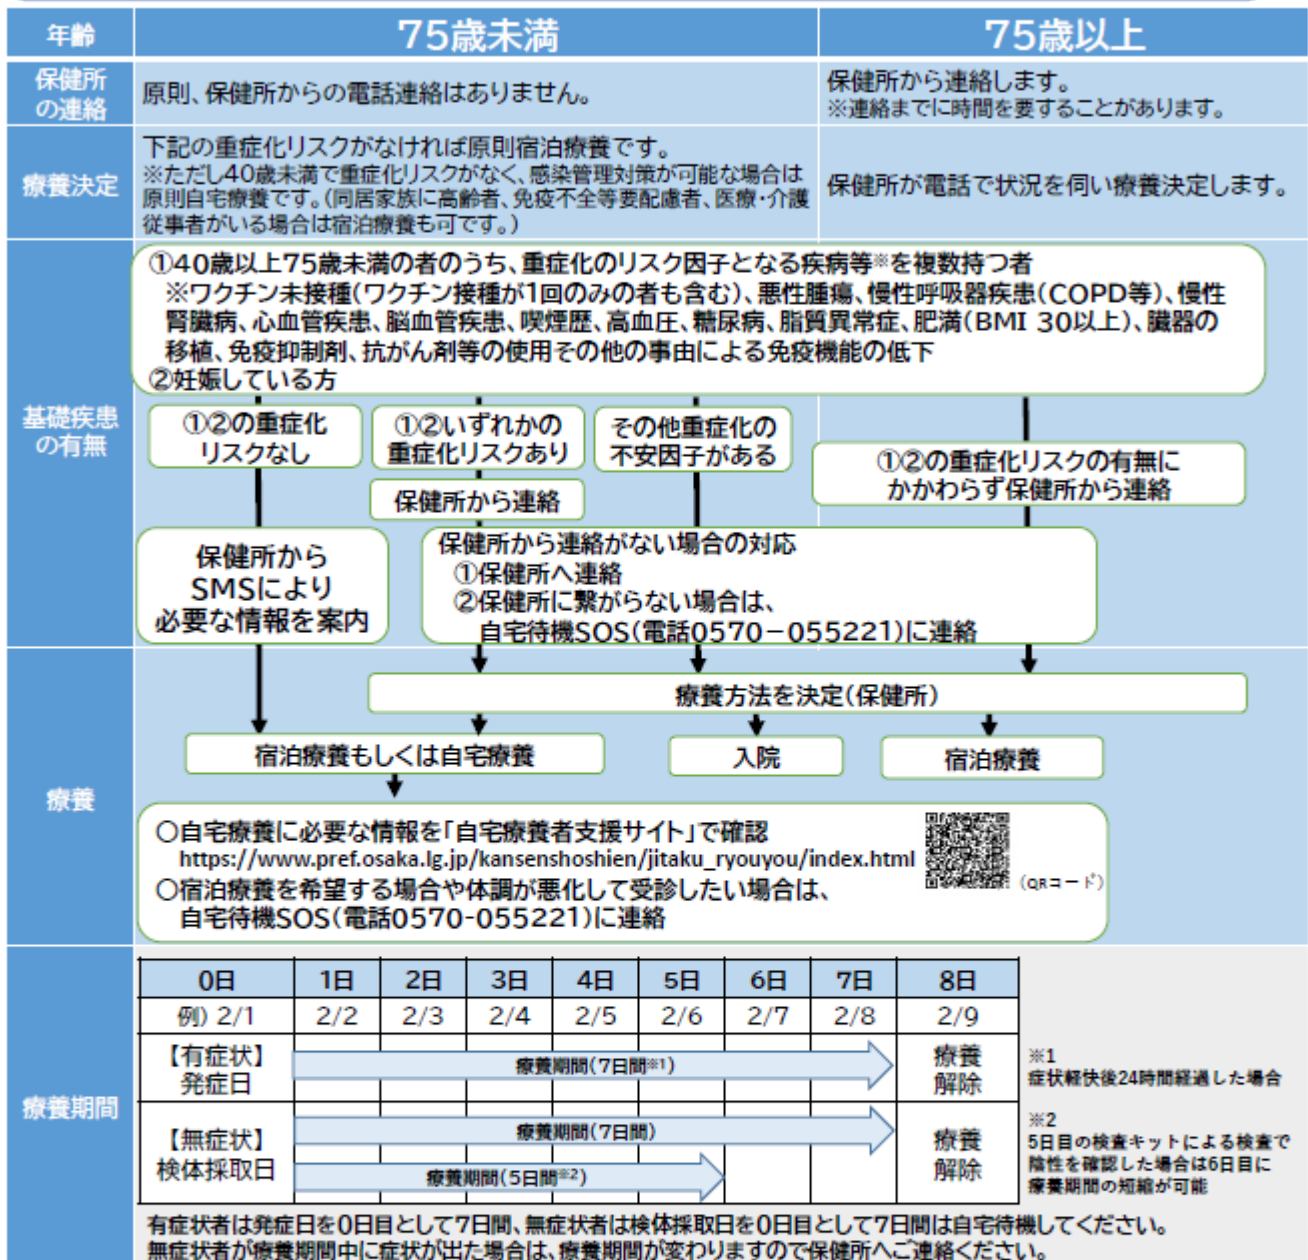 年齢
75歳未満
75歳以上
保健所
の連絡
原則、保健所からの電話連絡はありません。
保健所から連絡します。
※連絡までに時間を要することがあります。
療養決定
下記の重症化リスクがなければ原則宿泊療養です。
※ただし40歳未満で重症化リスクがなく、感染管理対策が可能な場合は
原則自宅療養です。(同居家族に高齢者、免疫不全等要配慮者、医療・介護
従事者がいる場合は宿泊療養も可です。)
保健所が電話で状況を伺い療養決定します。
基礎疾患
の有無
①40歳以上75歳未満の者のうち、重症化のリスク因子となる疾病等※を複数持つ者
※ワクチン未接種(ワクチン接種が1回のみの者も含む)、悪性腫瘍、慢性呼吸器疾患(COPD等)、慢性
腎臓病、心血管疾患、脳血管疾患、喫煙歴、高血圧、糖尿病、脂質異常症、肥満(BMI 30以上)、臓器の
移植、免疫抑制剤、抗がん剤等の使用その他の事由による免疫機能の低下
②妊娠している方
①②の重症化
リスクなし
①②いずれかの
重症化リスクあり
その他重症化の
不安因子がある
①②の重症化リスクの有無に
かかわらず保健所から連絡
保健所から連絡
保健所から
SMSにより
必要な情報を案内
保健所から連絡がない場合の対応
①保健所へ連絡
②保健所に繋がらない場合は、
自宅待機SOS(電話0570-055221)に連絡
療養
療養方法を決定(保健所)
宿泊療養もしくは自宅療養
入院
宿泊療養
○自宅療養に必要な情報を「自宅療養者支援サイト」で確認
https://www.pref.osaka.lg.jp/kansenshoshien/jitaku_ryouyou/index.html
(QRコード)
○宿泊療養を希望する場合や体調が悪化して受診したい場合は、
自宅待機SOS(電話0570-055221)に連絡
療養期間
0日 1日 2日 3日 4日 5日 6日 7日 8日
例) 2/1 2/2 2/3 2/4 2/5 2/6 2/7 2/8 2/9
【有症状】
発症日
療養期間(7日間※1)
療養
解除
※1
症状軽快後24時間経過した場合
【無症状】
検体採取日
療養期間(7日間)
療養期間(5日間※2)
療養
解除
※2
5日目の検査キットによる検査で
陰性を確認した場合は6日目に
療養期間の短縮が可能
有症状者は発症日を0日目として7日間、無症状者は検体採取日を0日目として7日間は自宅待機してください。
無症状者が療養期間中に症状が出た場合は、療養期間が変わりますので保健所へご連絡ください。